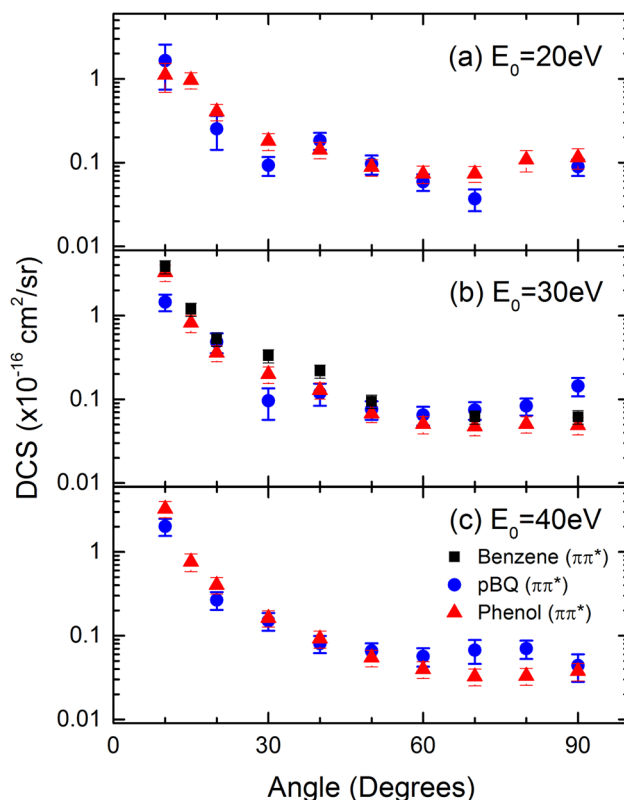 (a) E₀=20eV
1
0.1
0.01
(b) E₀=30eV
1
0.1
0.01
(c) E₀=40eV
Benzene (ππ*)
pBQ (ππ*)
Phenol (ππ*)
1
0.1
0.01
0 30 60 90
DCS (x10⁻¹⁶ cm²/sr)
Angle (Degrees)